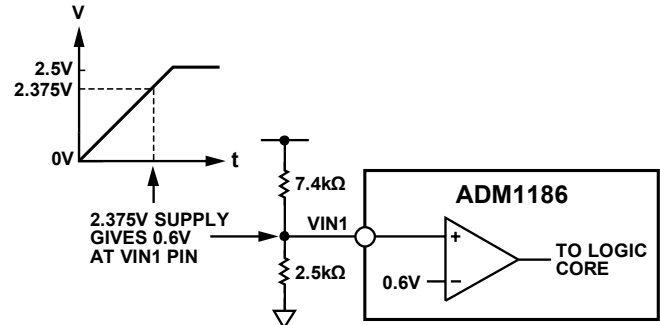 V
2.5V
2.375V
0V
t
2.375V SUPPLY
GIVES 0.6V
AT VIN1 PIN
7.4kΩ
VIN1
2.5kΩ
ADM1186
+
0.6V
−
TO LOGIC
CORE